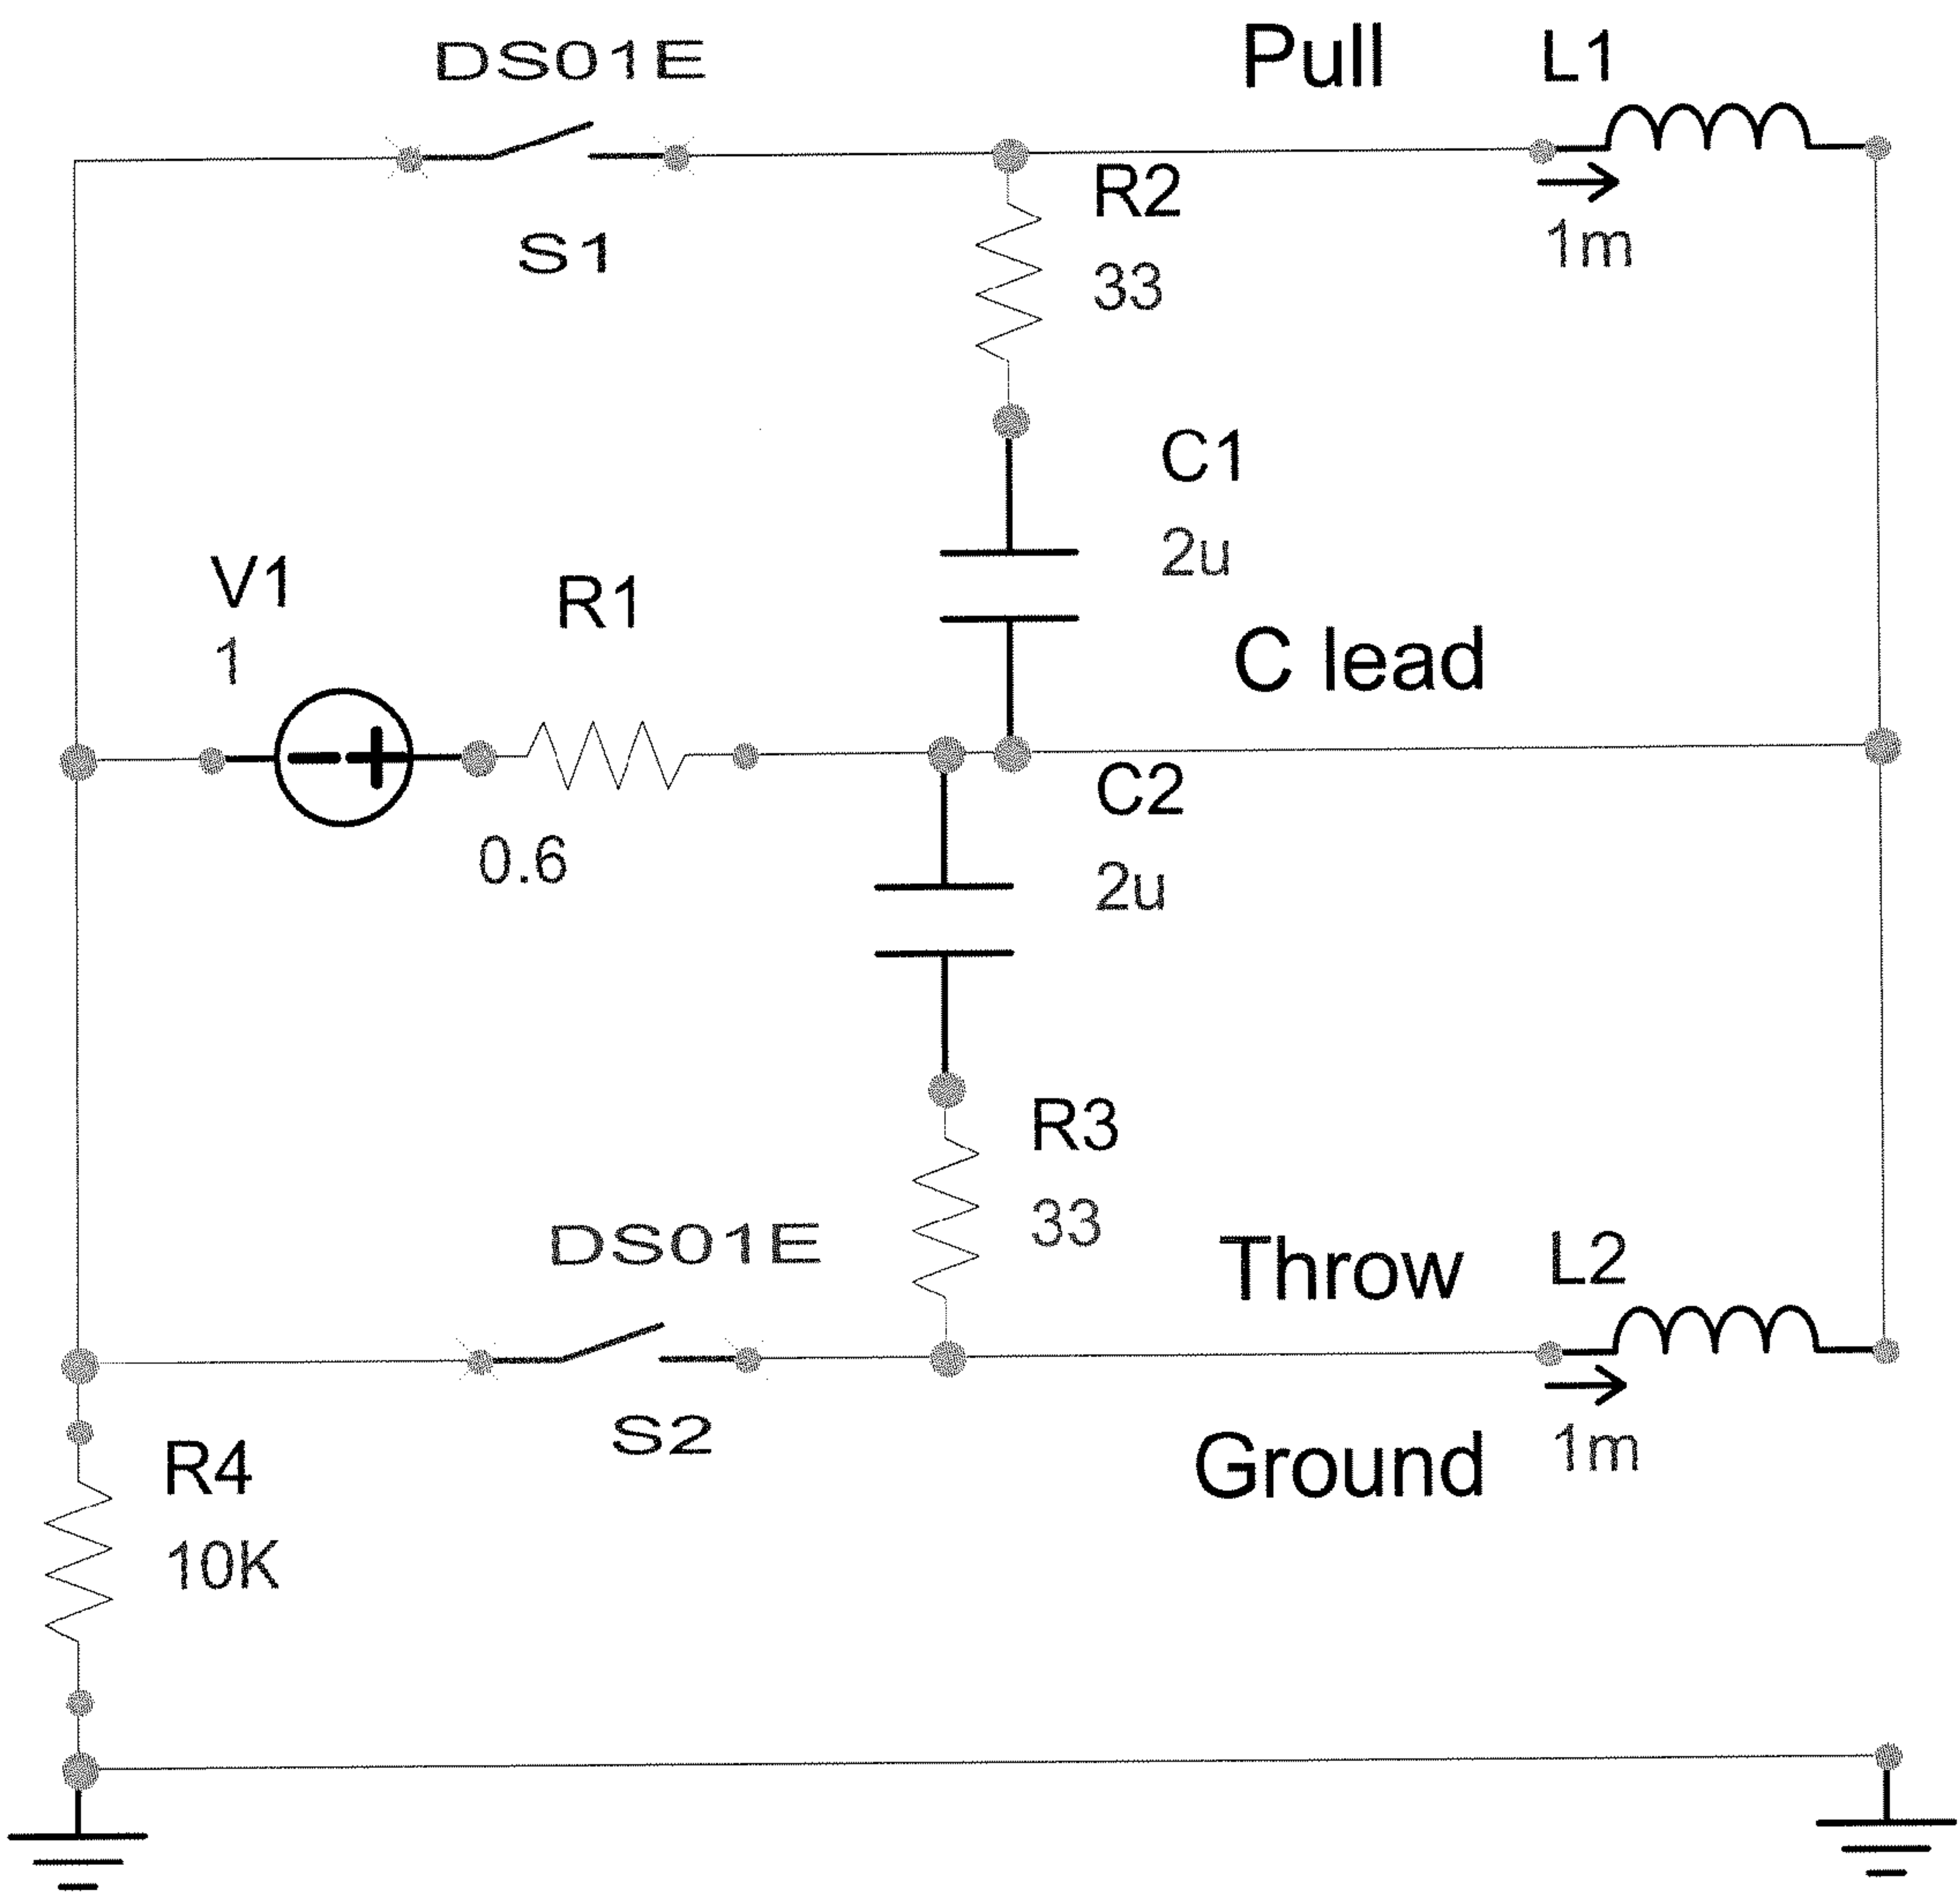 DS01E
Pull
L1
S1
R2
33
1m
C1
2u
V1
1
R1
0.6
C lead
C2
2u
R3
33
DS01E
S2
Throw
L2
Ground
1m
R4
10K